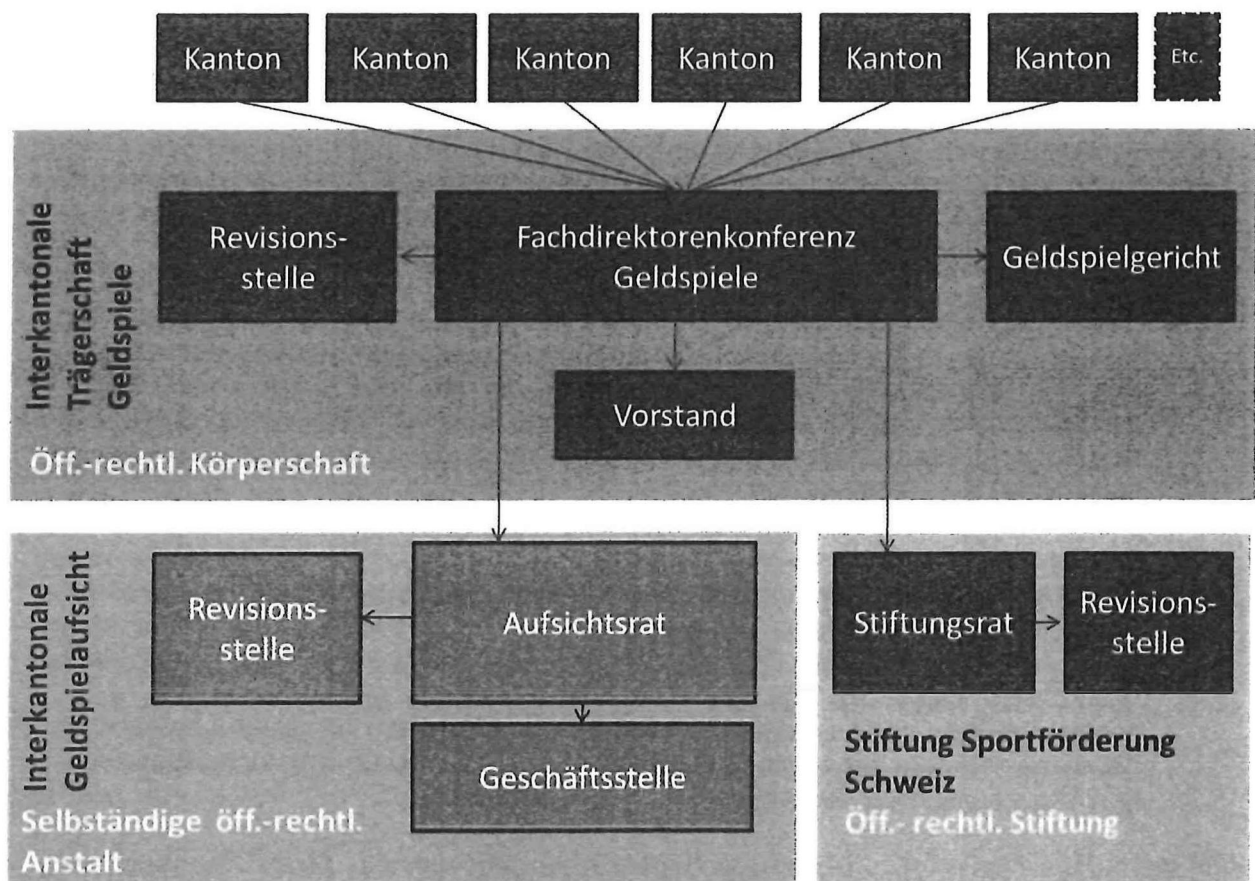 Kanton
Kanton
Kanton
Kanton
Kanton
Kanton
Etc.
Interkantonale
Trägerschaft
Geldspiele
Revisions-
stelle
Fachdirektorenkonferenz
Geldspiele
Geldspielgericht
Vorstand
Öff.-rechtl. Körperschaft
Interkantonale
Geldspielaufsicht
Revisions-
stelle
Aufsichtsrat
Geschäftsstelle
Selbständige öff.-rechtl.
Anstalt
Stiftungsrat
Revisions-
stelle
Stiftung Sportförderung
Schweiz
Öff.- rechtl. Stiftung